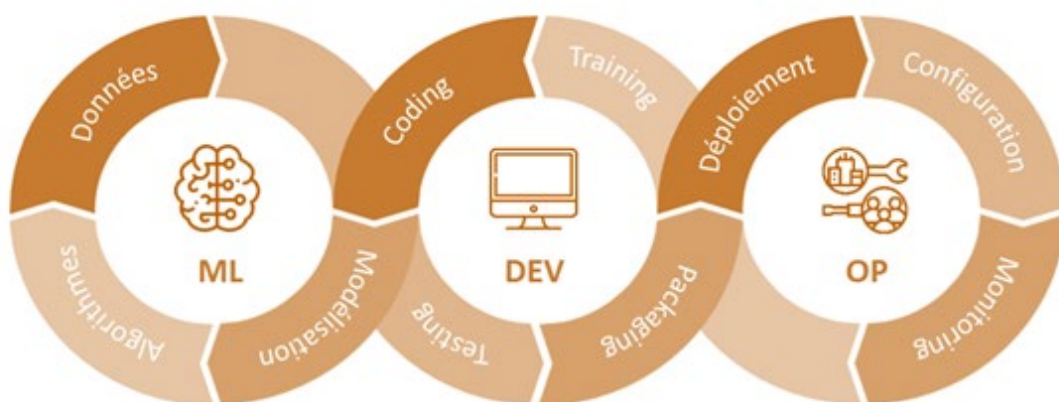 Données
Algorithmes
Modélisation
ML
Coding
Training
Testing
Packaging
DEV
Déploiement
Configuration
Monitoring
OP